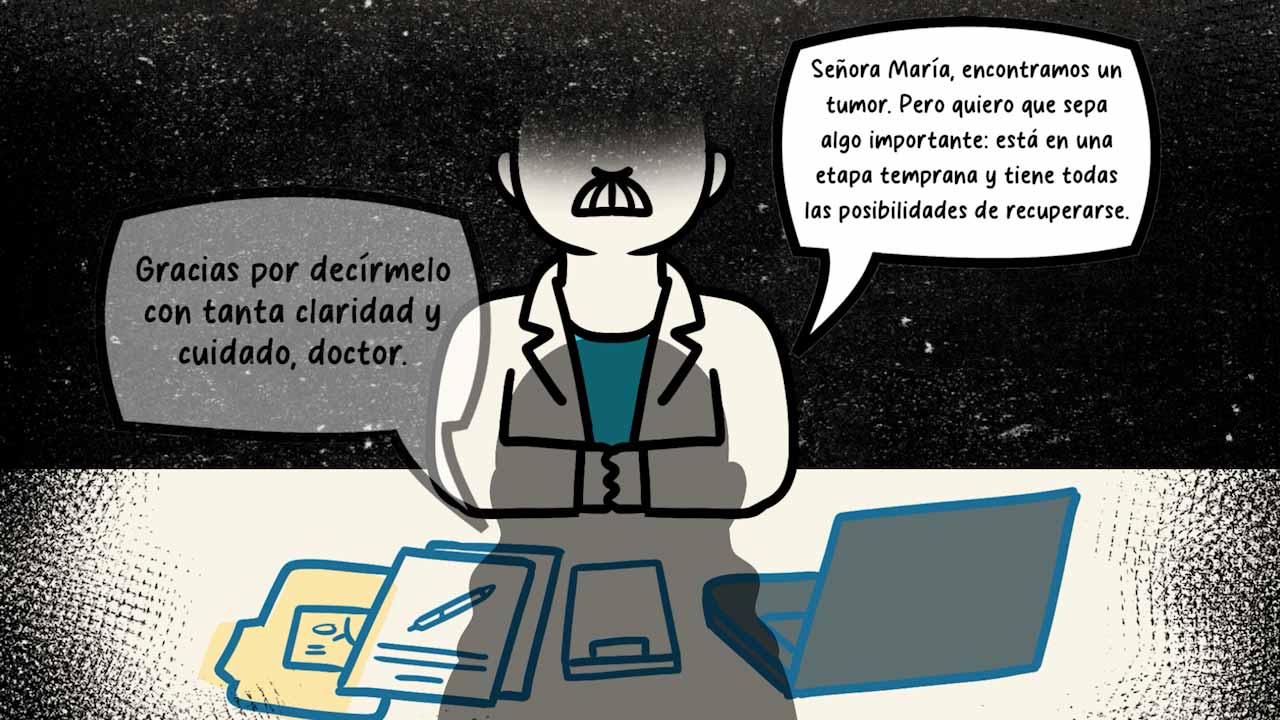 Señora María, encontramos un
tumor. Pero quiero que sepa
algo importante: está en una
etapa temprana y tiene todas
las posibilidades de recuperarse.
Gracias por decírmelo
con tanta claridad y
cuidado, doctor.